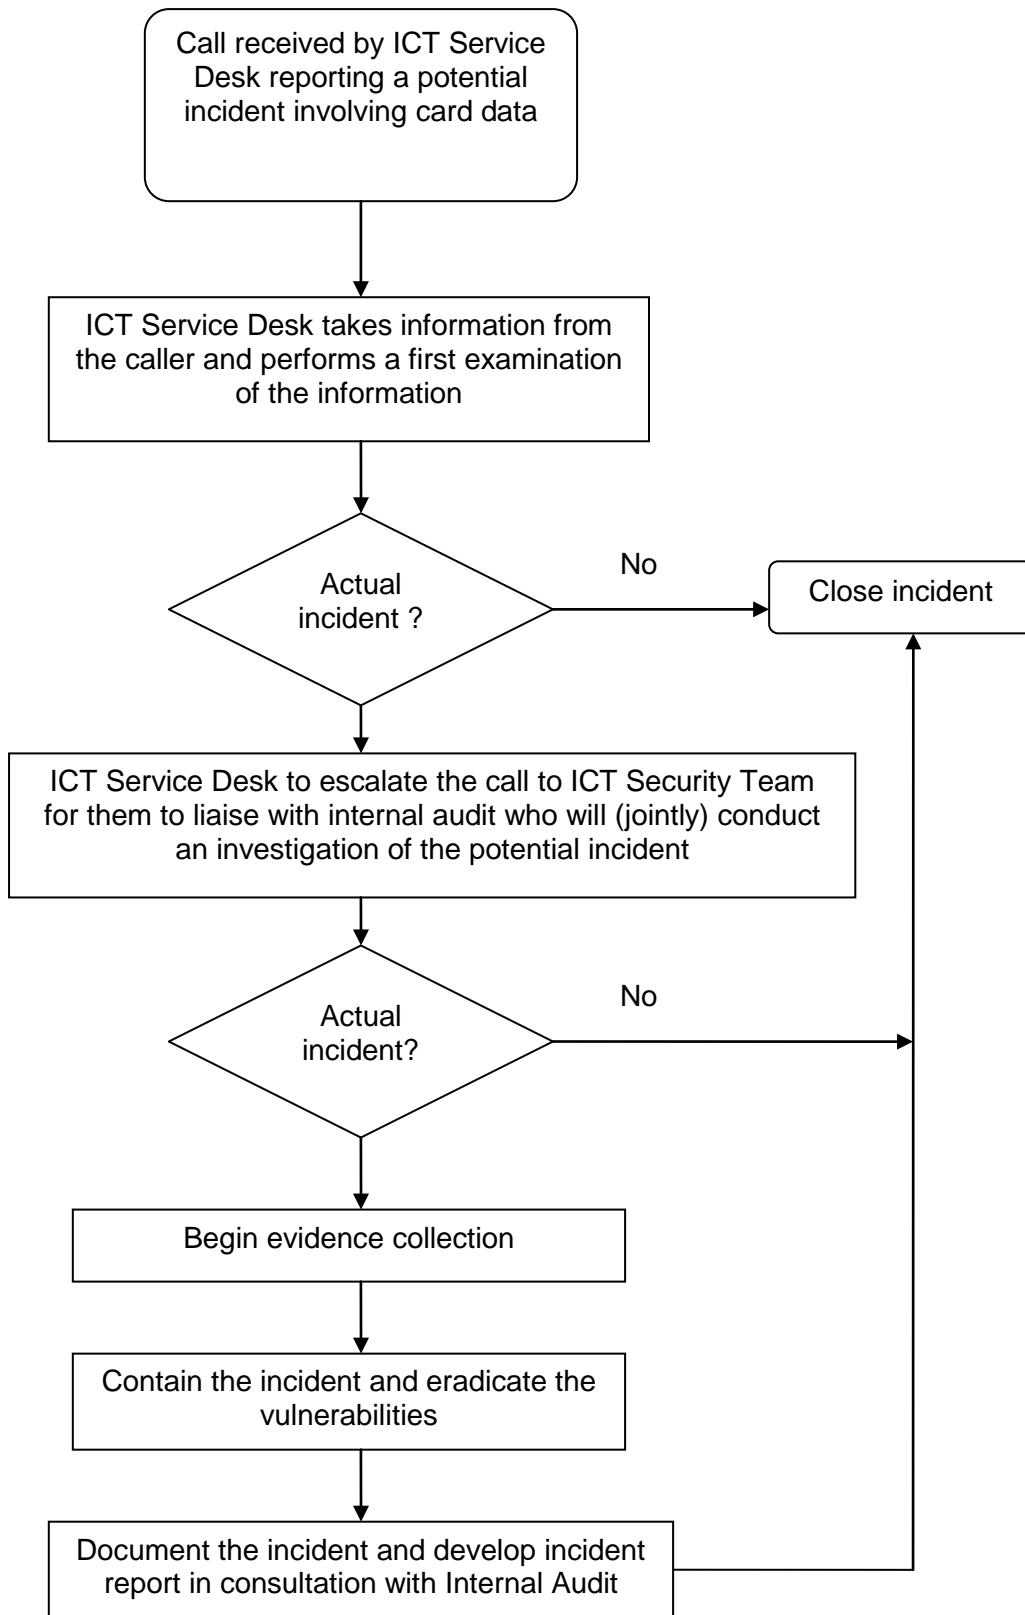 Call received by ICT Service
Desk reporting a potential
incident involving card data
ICT Service Desk takes information from
the caller and performs a first examination
of the information
Actual
incident ?
No
Close incident
ICT Service Desk to escalate the call to ICT Security Team
for them to liaise with internal audit who will (jointly) conduct
an investigation of the potential incident
Actual
incident?
No
Begin evidence collection
Contain the incident and eradicate the
vulnerabilities
Document the incident and develop incident
report in consultation with Internal Audit